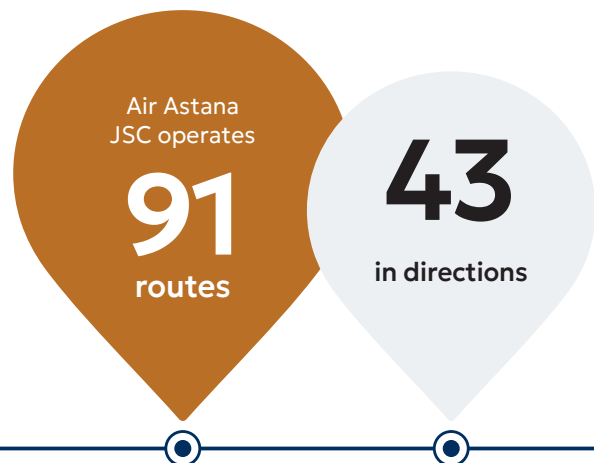 Air Astana
JSC operates
91
routes
43
in directions